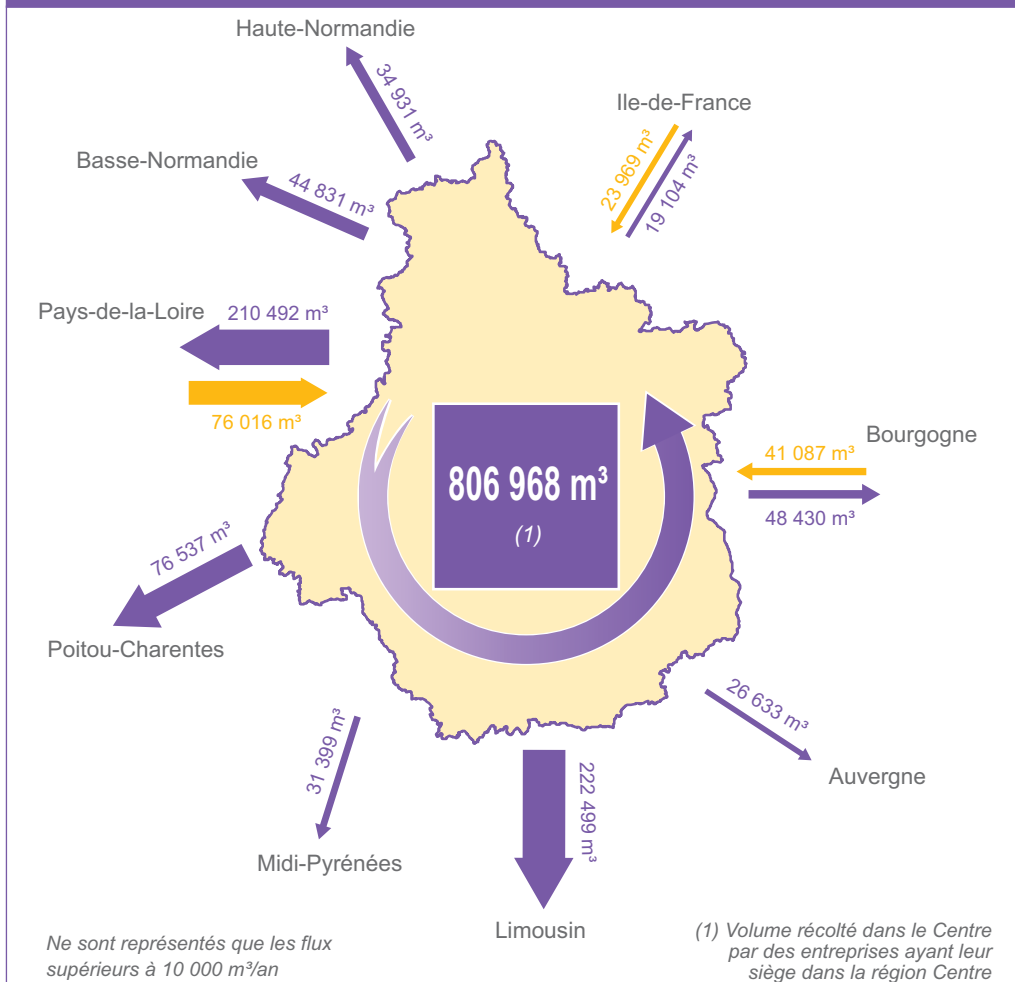 Haute-Normandie
34 931 m³
Ile-de-France
23 969 m³
19 104 m³
Basse-Normandie
44 831 m³
Pays-de-la-Loire
210 492 m³
76 016 m³
806 968 m³
(1)
Bourgogne
41 087 m³
48 430 m³
76 537 m³
Poitou-Charentes
26 633 m³
Auvergne
31 399 m³
Midi-Pyrénées
222 499 m³
Limousin
Ne sont représentés que les flux
supérieurs à 10 000 m³/an
(1) Volume récolté dans le Centre
par des entreprises ayant leur
siège dans la région Centre